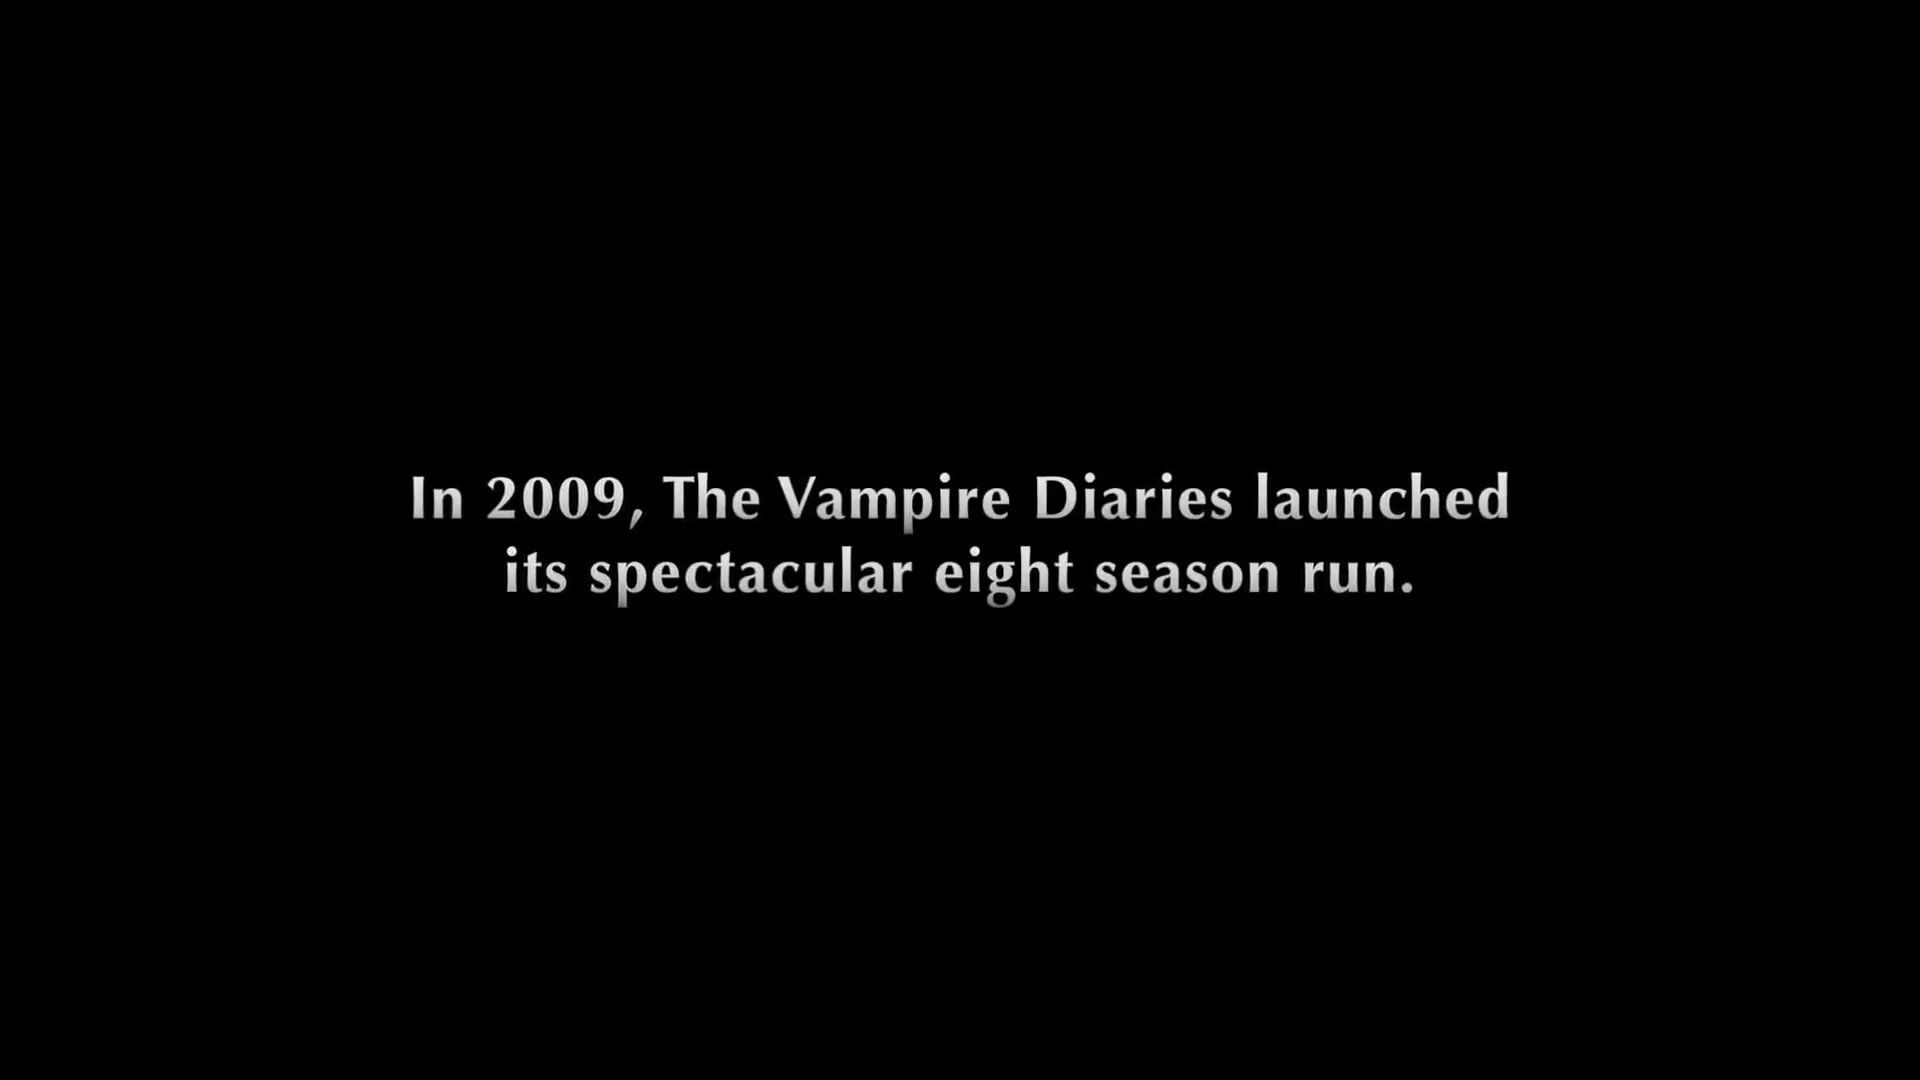 In 2009, The Vampire Diaries launched
its spectacular eight season run.